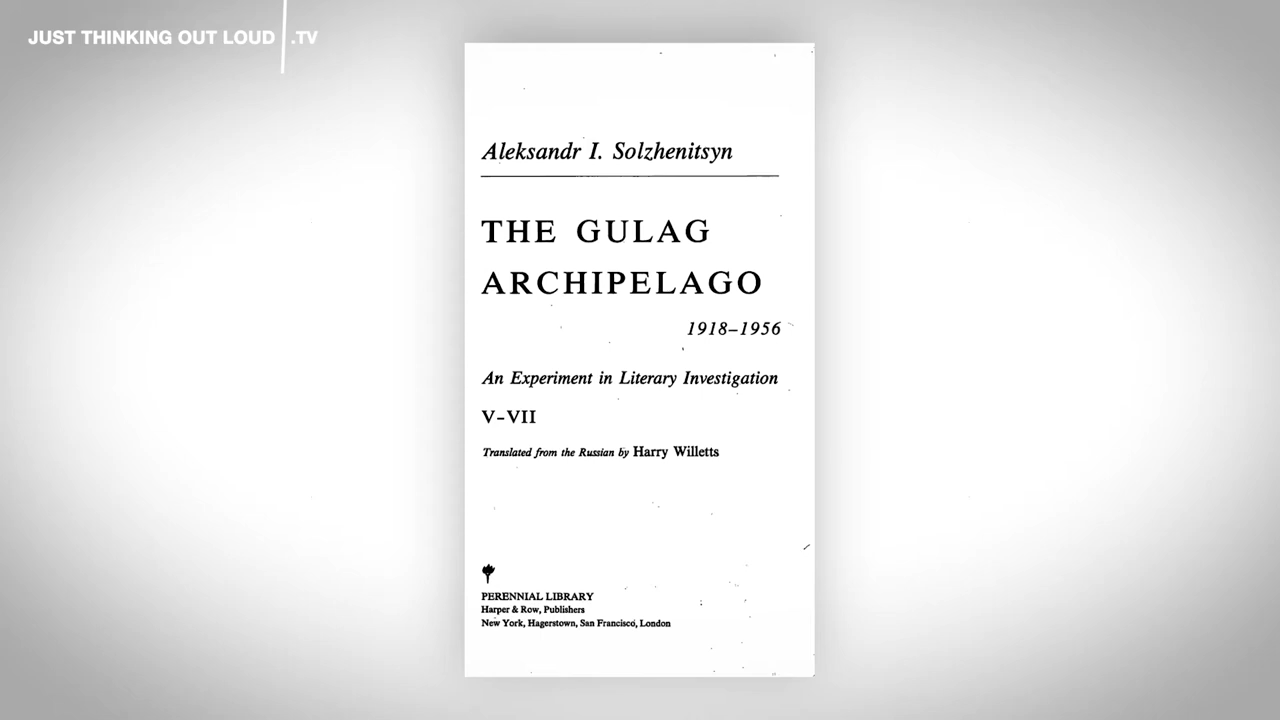 JUST THINKING OUT LOUD .TV
Aleksandr I. Solzhenitsyn
THE GULAG
ARCHIPELAGO
1918–1956
An Experiment in Literary Investigation
V–VII
Translated from the Russian by Harry Willetts
PERENNIAL LIBRARY
Harper & Row, Publishers
New York, Hagerstown, San Francisco, London